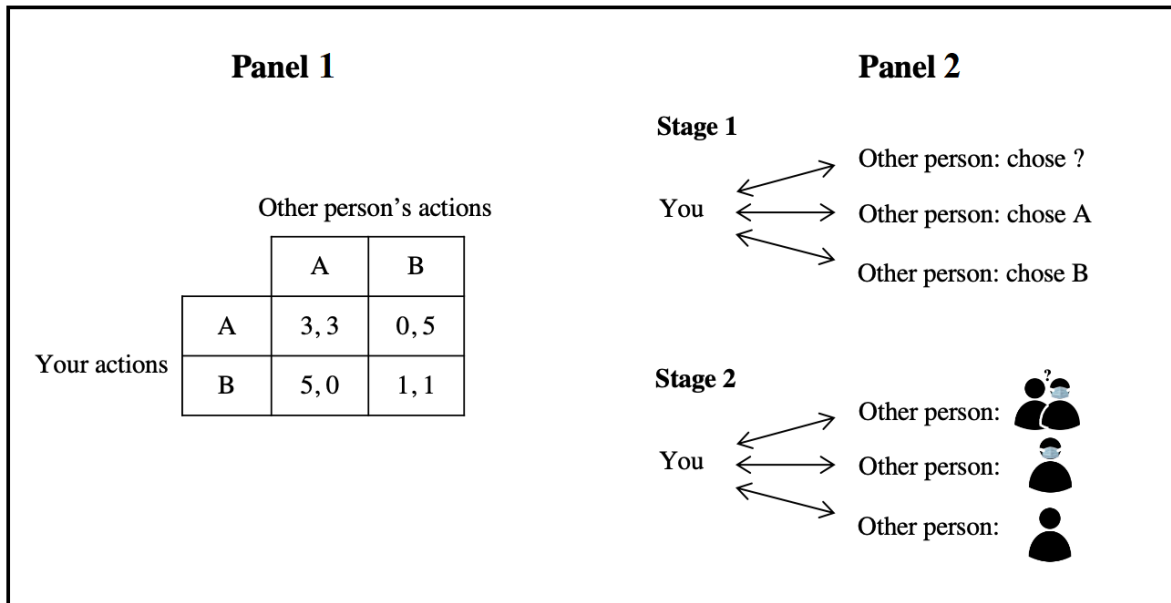 Panel 1
Other person's actions
A B
A 3, 3 0, 5
Your actions
B 5, 0 1, 1
Panel 2
Stage 1
Other person: chose ?
You
Other person: chose A
Other person: chose B
Stage 2
?
Other person:
You
Other person:
Other person: